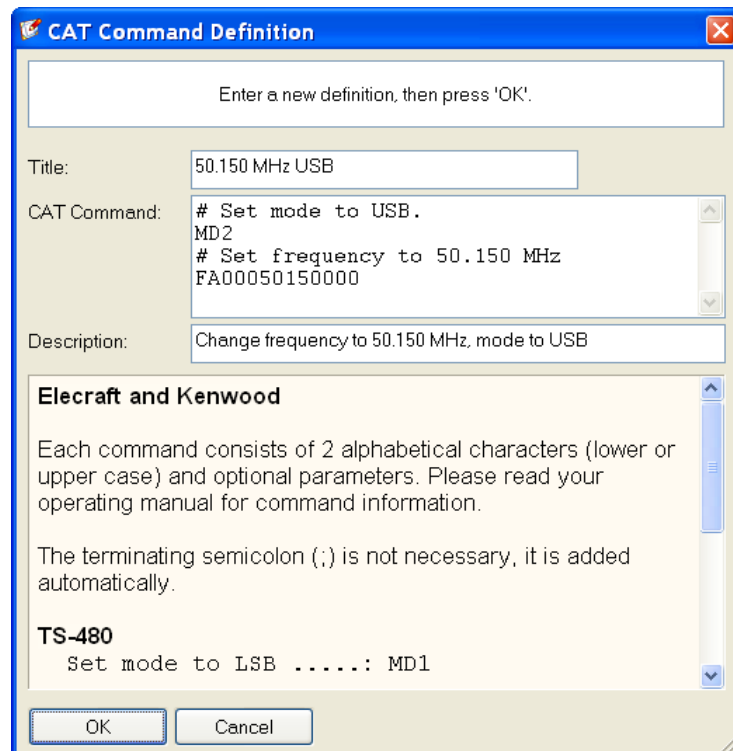 CAT Command Definition
Enter a new definition, then press 'OK'.
Title:
50.150 MHz USB
CAT Command:
# Set mode to USB.
MD2
# Set frequency to 50.150 MHz
FA00050150000
Description:
Change frequency to 50.150 MHz, mode to USB
Elecraft and Kenwood
Each command consists of 2 alphabetical characters (lower or
upper case) and optional parameters. Please read your
operating manual for command information.
The terminating semicolon (;) is not necessary, it is added
automatically.
TS-480
Set mode to LSB .....: MD1
OK
Cancel